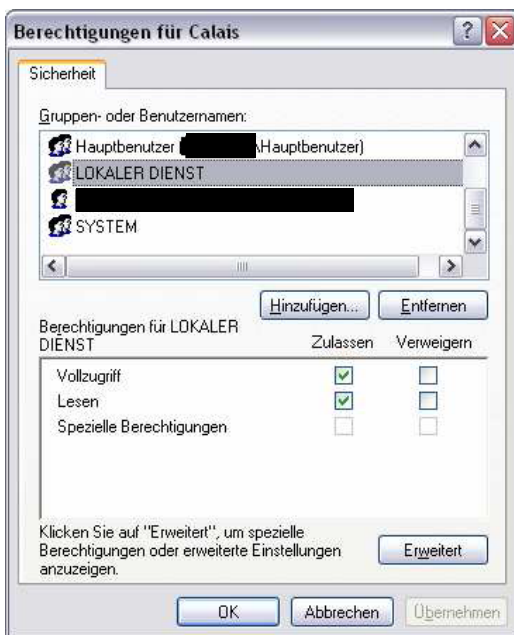 Berechtigungen für Calais
Sicherheit
Gruppen- oder Benutzernamen:
Hauptbenutzer ( \Hauptbenutzer)
LOKALER DIENST
SYSTEM
Hinzufügen... Entfernen
Berechtigungen für LOKALER
DIENST Zulassen Verweigern
Vollzugriff
Lesen
Spezielle Berechtigungen
Klicken Sie auf "Erweitert", um spezielle
Berechtigungen oder erweiterte Einstellungen
anzuzeigen.
Erweitert
OK Abbrechen Übernehmen